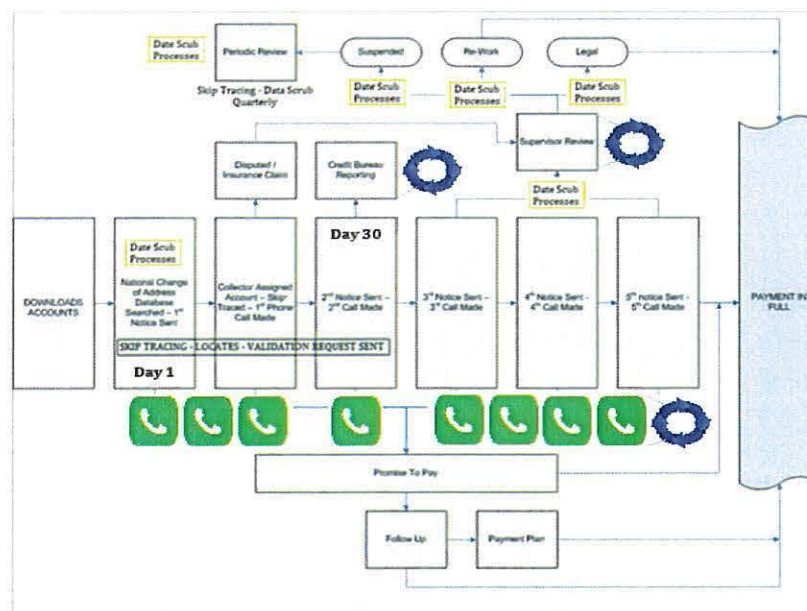 Date Scub
Processes
Periodic Review
Suspended
Re-Work
Legal
Skip Tracing - Data Scrub
Quarterly
Date Scub
Processes
Date Scub
Processes
Date Scub
Processes
Disputed /
Insurance Claim
Credit Bureau
Reporting
Supervisor Review
Date Scub
Processes
DOWNLOADS
ACCOUNTS
Date Scub
Processes
National Change
of Address
Database
Searched – 1st
Notice Sent
Collector Assigned
Account – Skip
Traced – 1st Phone
Call Made
Day 30
2nd Notice Sent –
2nd Call Made
3rd Notice Sent –
3rd Call Made
4th Notice Sent -
4th Call Made
5th notice Sent -
5th Call Made
PAYMENT IN
FULL
SKIP TRACING - LOCATES - VALIDATION REQUEST SENT
Day 1
Promise To Pay
Follow Up
Payment Plan